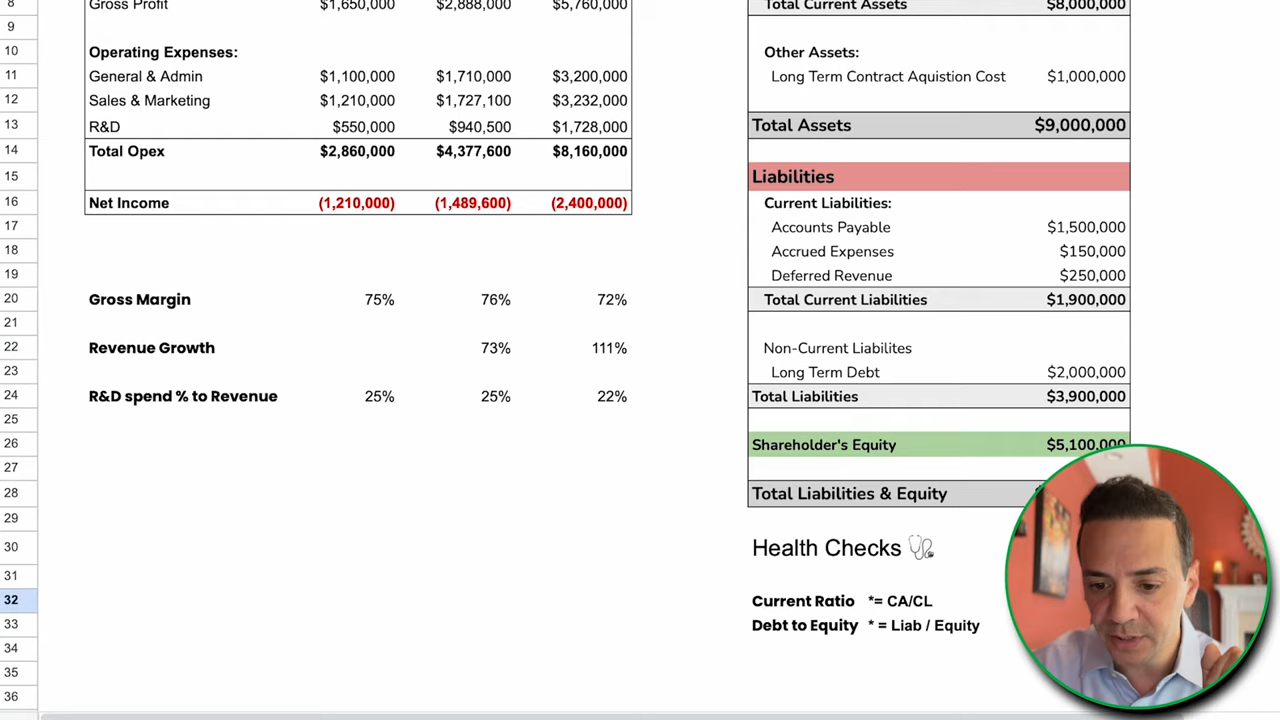 8 Gross Profit $1,650,000 $2,888,000 $5,760,000 Total Current Assets $8,000,000
9
10 Operating Expenses: Other Assets:
11 General & Admin $1,100,000 $1,710,000 $3,200,000 Long Term Contract Aquistion Cost $1,000,000
12 Sales & Marketing $1,210,000 $1,727,100 $3,232,000
13 R&D $550,000 $940,500 $1,728,000 Total Assets $9,000,000
14 Total Opex $2,860,000 $4,377,600 $8,160,000
15 Liabilities
16 Net Income (1,210,000) (1,489,600) (2,400,000) Current Liabilities:
17 Accounts Payable $1,500,000
18 Accrued Expenses $150,000
19 Deferred Revenue $250,000
20 Gross Margin 75% 76% 72% Total Current Liabilities $1,900,000
21
22 Revenue Growth 73% 111% Non-Current Liabilites
23 Long Term Debt $2,000,000
24 R&D spend % to Revenue 25% 25% 22% Total Liabilities $3,900,000
25
26 Shareholder's Equity $5,100,000
27
28 Total Liabilities & Equity
29
30 Health Checks
31
32 Current Ratio *= CA/CL
33 Debt to Equity * = Liab / Equity
34
35
36